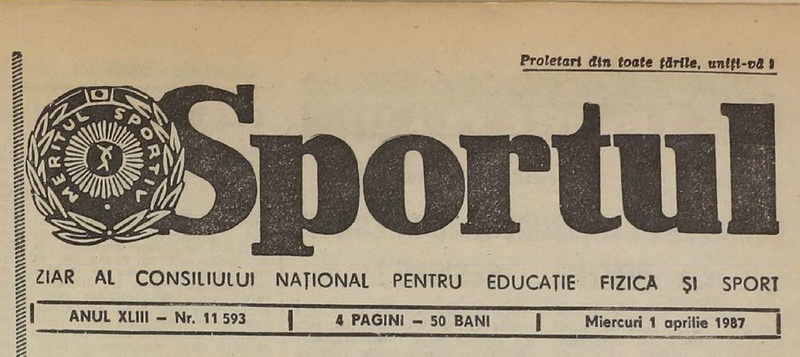 Proletari din toate țările, uniți-vă!
MERITUL SPORTIV
Sportul
ZIAR AL CONSILIULUI NAȚIONAL PENTRU EDUCAȚIE FIZICĂ ȘI SPORT
ANUL XLIII — Nr. 11 593
4 PAGINI — 50 BANI
Miercuri 1 aprilie 1987